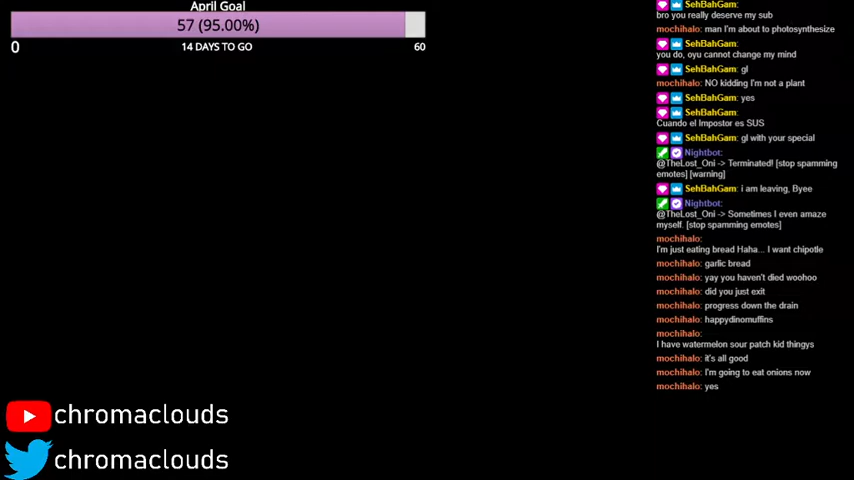 April Goal
57 (95.00%)
0
14 DAYS TO GO
60
SehBahGam:
bro you really deserve my sub
mochihalo: man I'm about to photosynthesize
SehBahGam:
you do, oyu cannot change my mind
SehBahGam: gl
mochihalo: NO kidding I'm not a plant
SehBahGam: yes
SehBahGam:
Cuando el Impostor es SUS
SehBahGam: gl with your special
Nightbot:
@TheLost_Oni -> Terminated! [stop spamming
emotes] [warning]
SehBahGam: i am leaving, Byee
Nightbot:
@TheLost_Oni -> Sometimes I even amaze
myself. [stop spamming emotes]
mochihalo:
I'm just eating bread Haha... I want chipotle
mochihalo: garlic bread
mochihalo: yay you haven't died woohoo
mochihalo: did you just exit
mochihalo: progress down the drain
mochihalo: happydinomuffins
mochihalo:
I have watermelon sour patch kid thingys
mochihalo: it's all good
mochihalo: I'm going to eat onions now
mochihalo: yes
chromaclouds
chromaclouds